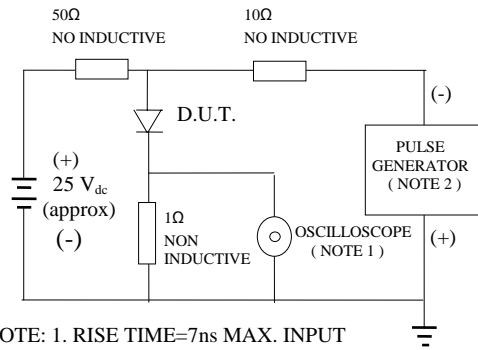 50Ω
NO INDUCTIVE
10Ω
NO INDUCTIVE
(-)
D.U.T.
PULSE
GENERATOR
( NOTE 2 )
(+)
25 Vdc
(approx)
(-)
1Ω
NON
INDUCTIVE
OSCILLOSCOPE
( NOTE 1 )
(+)
OTE: 1. RISE TIME=7ns MAX. INPUT